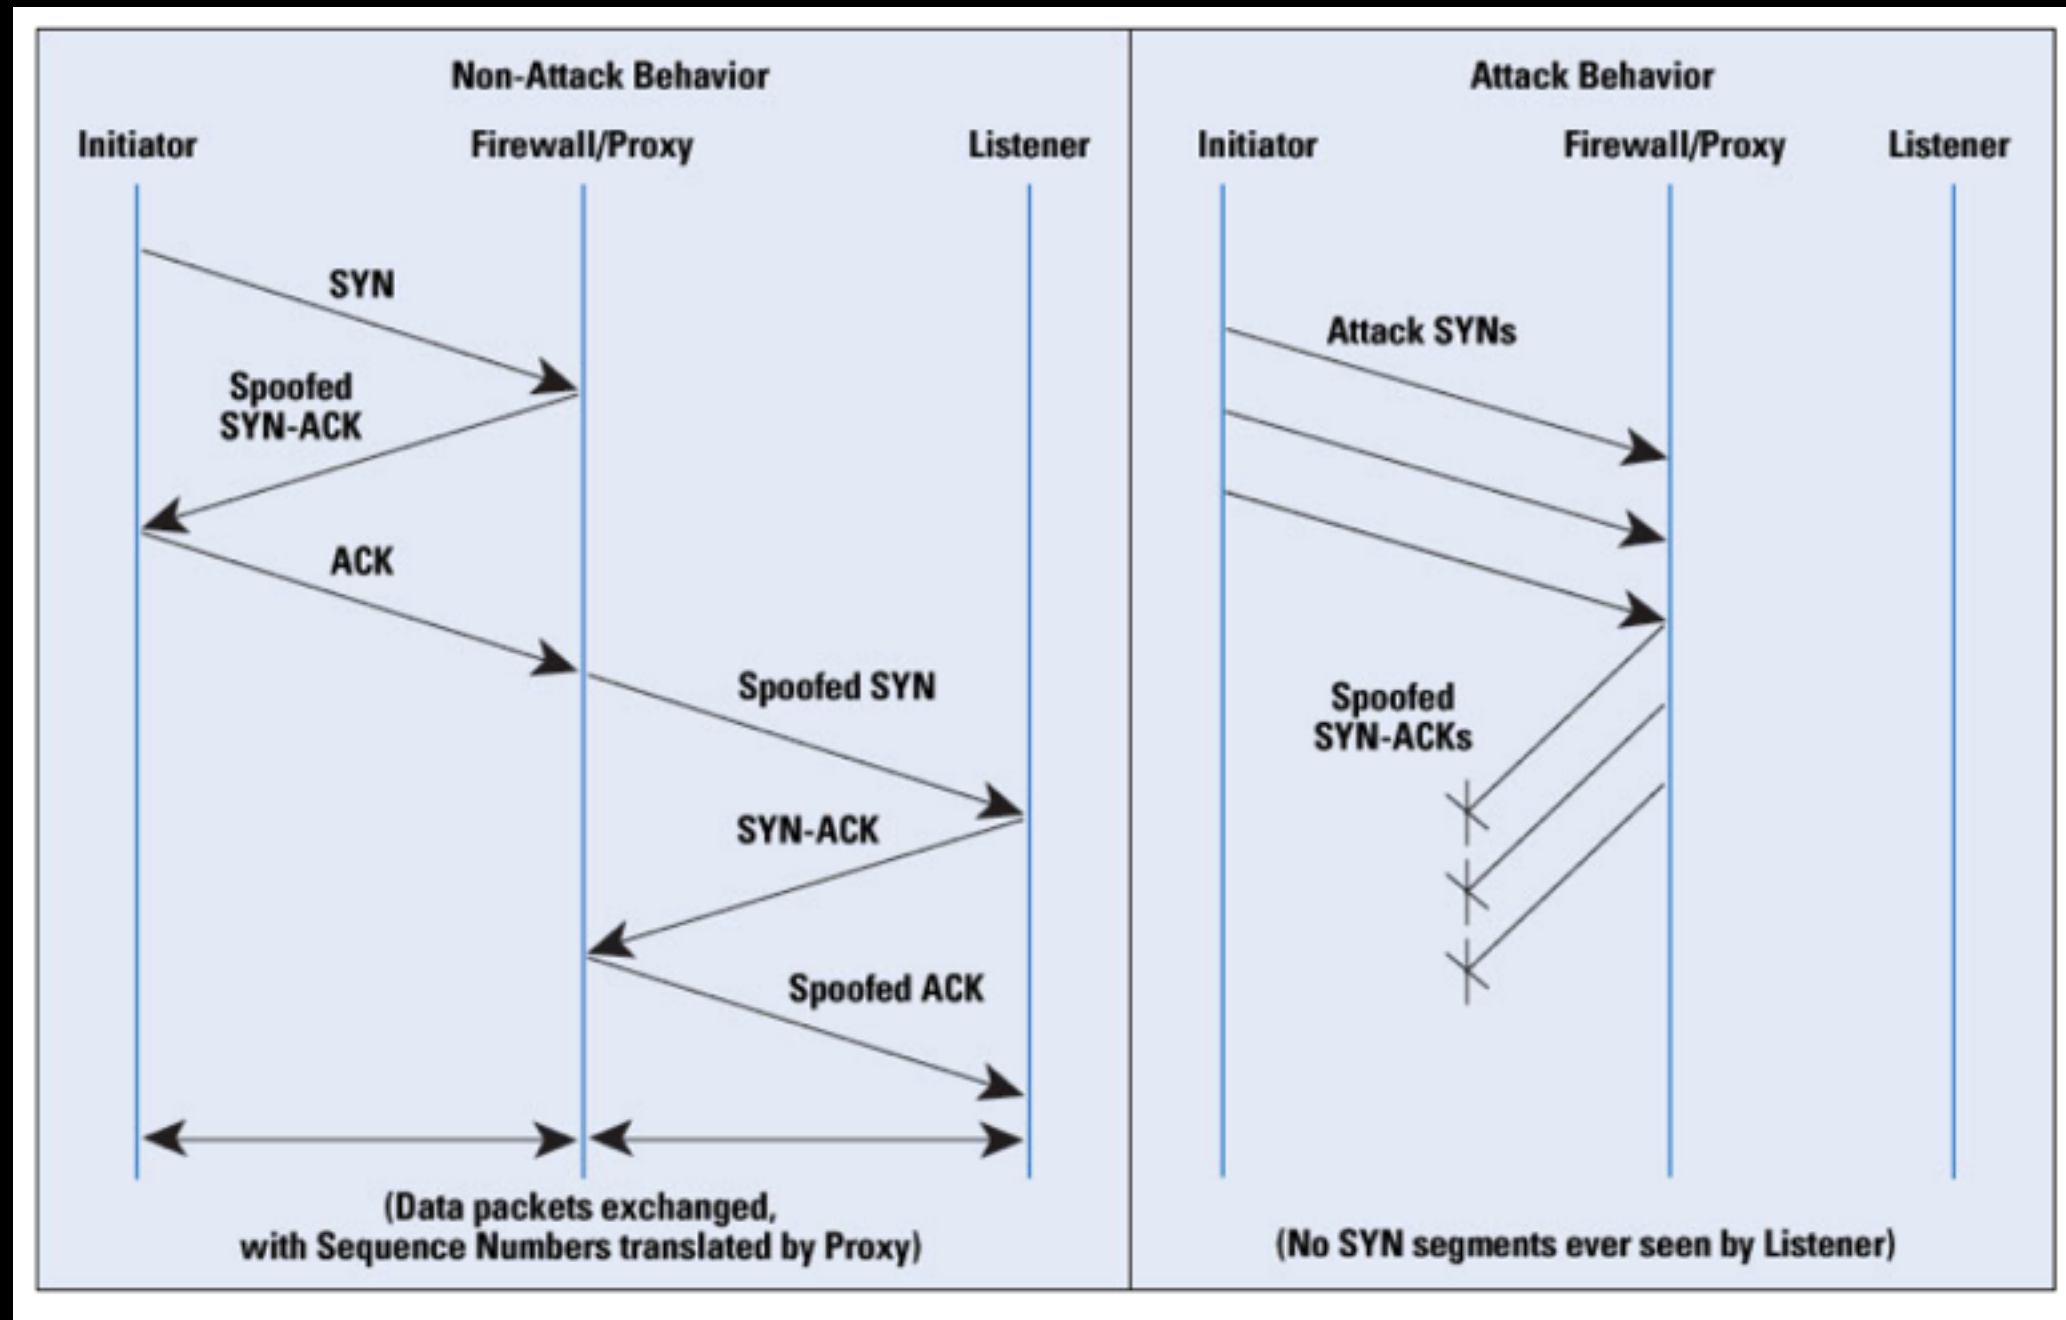 Non-Attack Behavior
Initiator
Firewall/Proxy
Listener
SYN
Spoofed
SYN-ACK
ACK
Spoofed SYN
SYN-ACK
Spoofed ACK
(Data packets exchanged,
with Sequence Numbers translated by Proxy)
Attack Behavior
Initiator
Firewall/Proxy
Listener
Attack SYNs
Spoofed
SYN-ACKs
(No SYN segments ever seen by Listener)